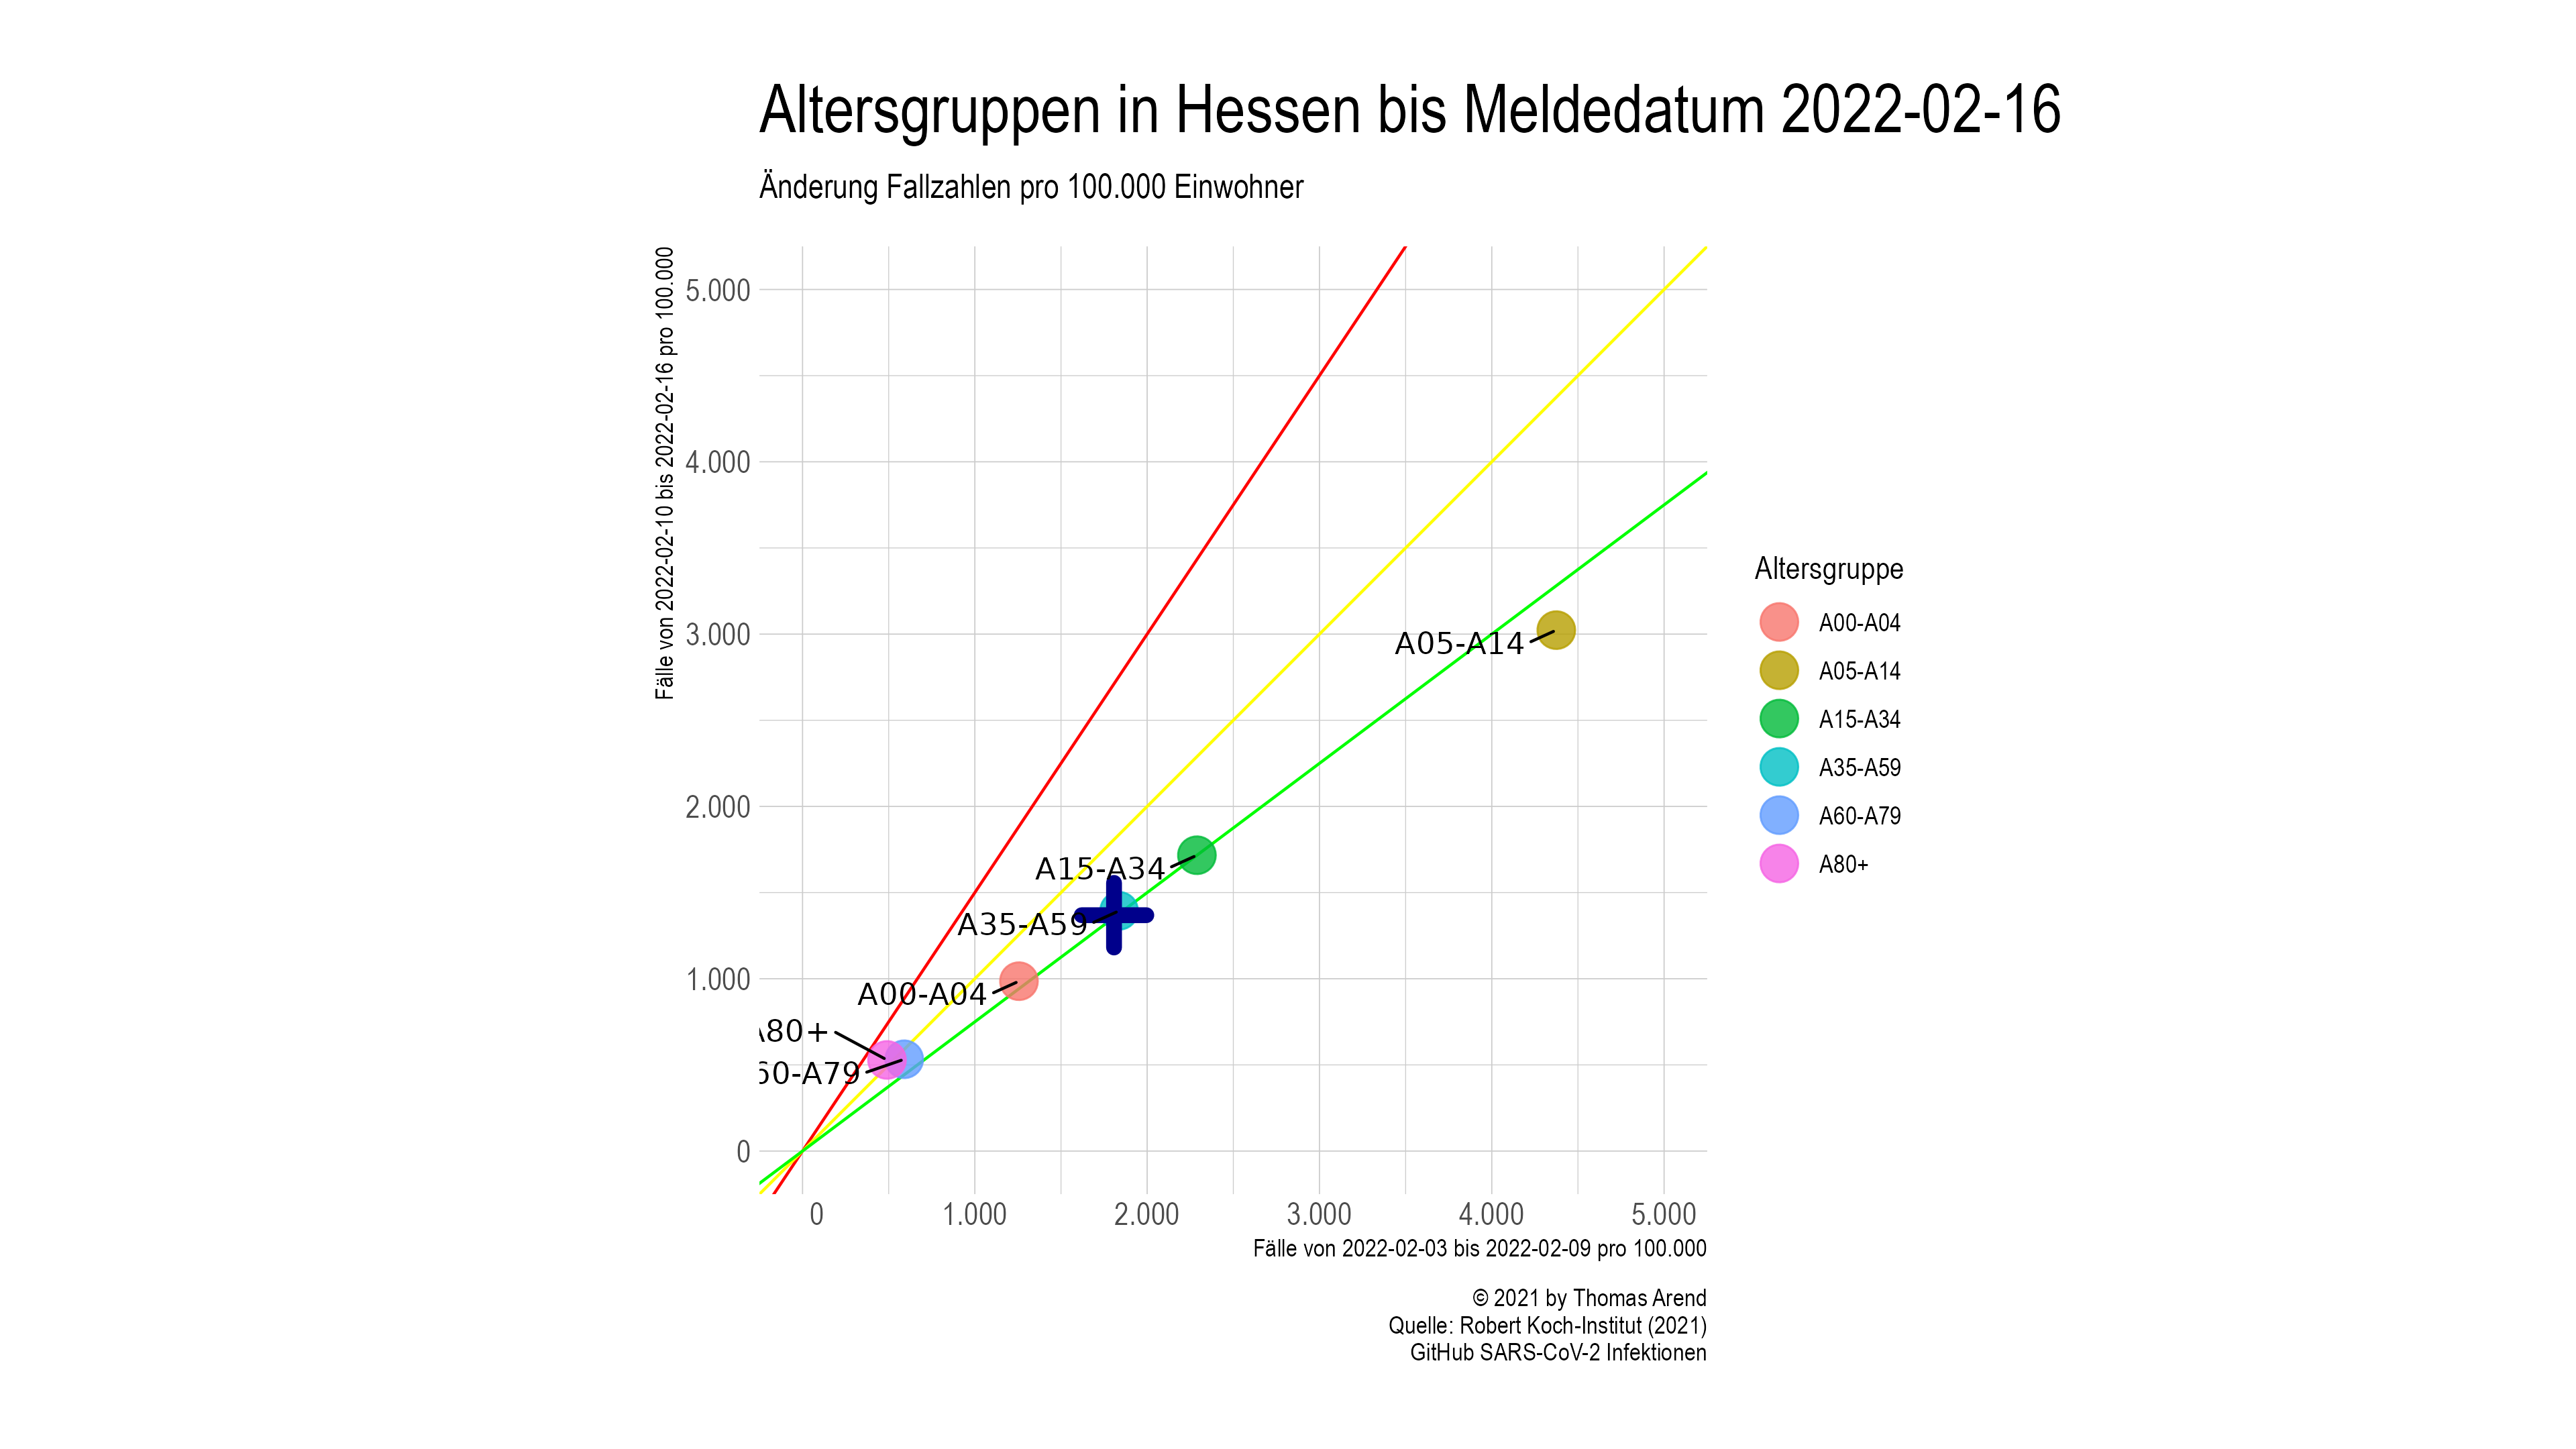 Altersgruppen in Hessen bis Meldedatum 2022-02-16
Änderung Fallzahlen pro 100.000 Einwohner
Fälle von 2022-02-10 bis 2022-02-16 pro 100.000
5.000
4.000
3.000
2.000
1.000
0
A05-A14
A15-A34
A35-A59
A00-A04
A80+
60-A79
0
1.000
2.000
3.000
4.000
5.000
Fälle von 2022-02-03 bis 2022-02-09 pro 100.000
Altersgruppe
A00-A04
A05-A14
A15-A34
A35-A59
A60-A79
A80+
© 2021 by Thomas Arend
Quelle: Robert Koch-Institut (2021)
GitHub SARS-CoV-2 Infektionen